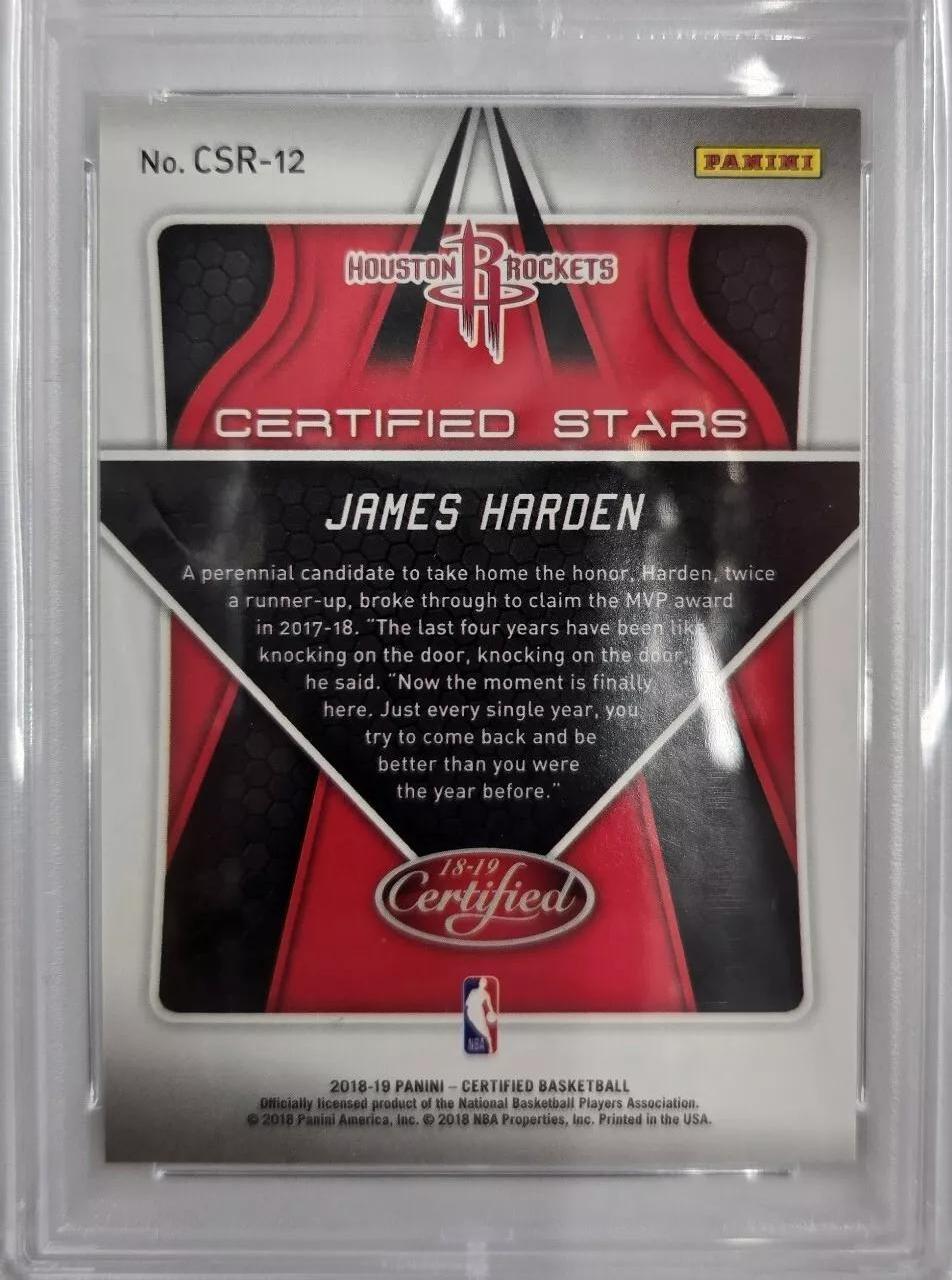 No. CSR-12
PANINI
HOUSTON R ROCKETS
CERTIFIED STARS
JAMES HARDEN
A perennial candidate to take home the honor, Harden, twice
a runner-up, broke through to claim the MVP award
in 2017-18. "The last four years have been like
knocking on the door, knocking on the door,"
he said. "Now the moment is finally
here. Just every single year, you
try to come back and be
better than you were
the year before."
18-19
Certified
NBA
2018-19 PANINI – CERTIFIED BASKETBALL
Officially licensed product of the National Basketball Players Association.
© 2018 Panini America, Inc. © 2018 NBA Properties, Inc. Printed in the USA.